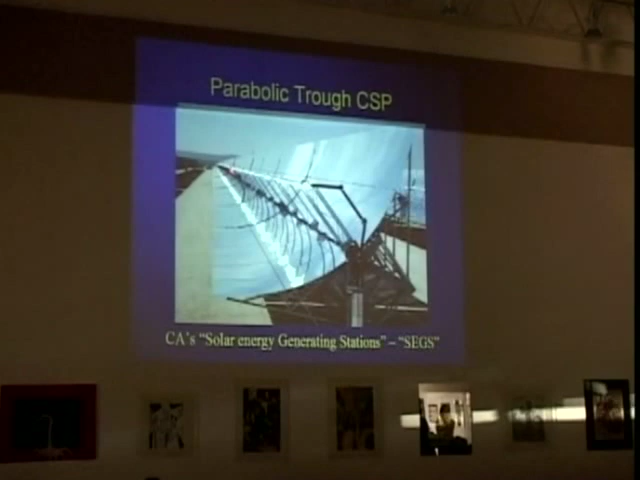 Parabolic Trough CSP
CA's "Solar energy Generating Stations" – "SEGS"